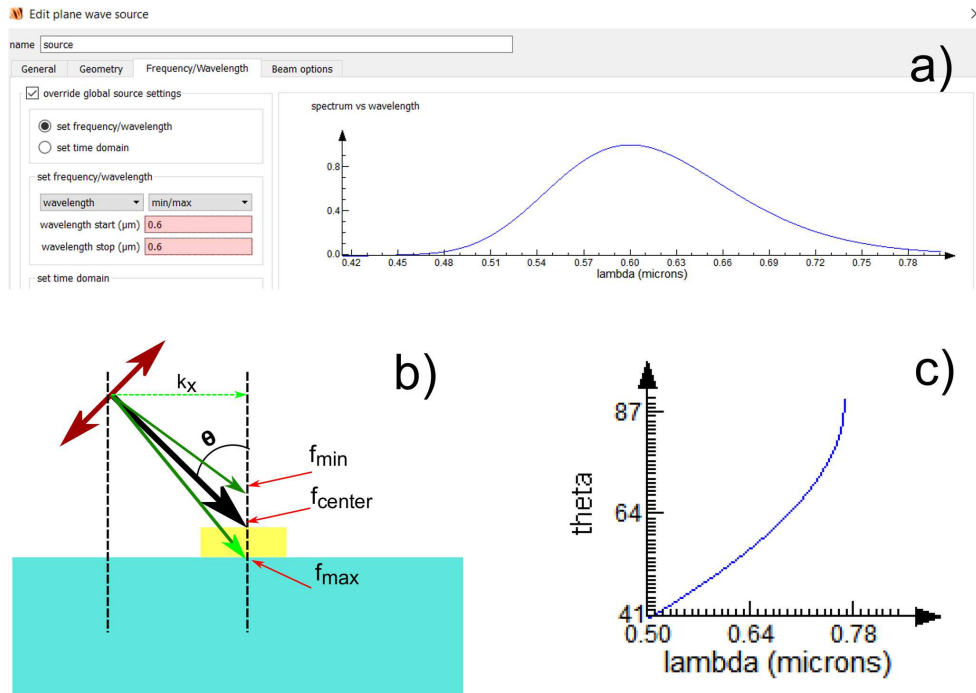 Edit plane wave source
name source
General Geometry Frequency/Wavelength Beam options
a)
override global source settings
set frequency/wavelength
set time domain
set frequency/wavelength
wavelength min/max
wavelength start (μm) 0.6
wavelength stop (μm) 0.6
set time domain
spectrum vs wavelength
0.8
0.4
0.0
0.42 0.45 0.48 0.51 0.54 0.57 0.60 0.63 0.66 0.69 0.72 0.75 0.78
lambda (microns)
b)
kx
θ
fmin
fcenter
fmax
c)
87
64
41
theta
0.50 0.64 0.78
lambda (microns)